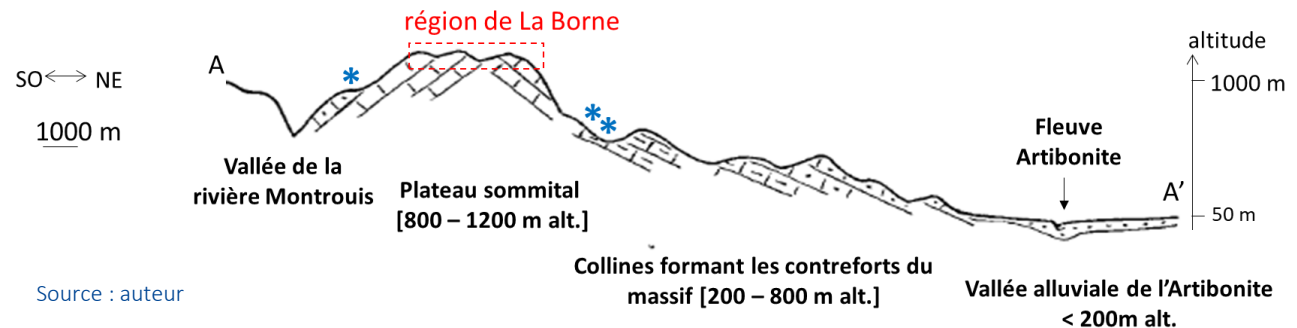 région de La Borne
altitude
A
SO NE
1000 m
1000 m
Fleuve
Artibonite
Vallée de la
rivière Montrouis
Plateau sommital
[800 – 1200 m alt.]
A’
50 m
Collines formant les contreforts du
massif [200 – 800 m alt.]
Vallée alluviale de l’Artibonite
< 200m alt.
Source : auteur